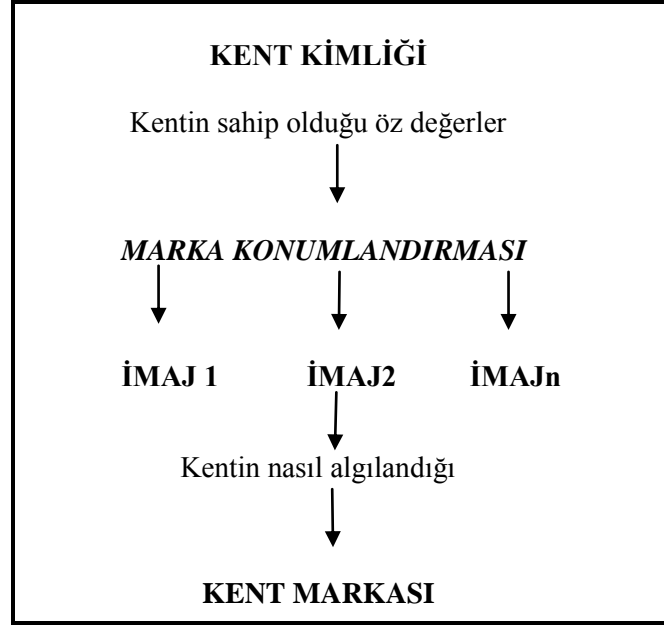 KENT KİMLİĞİ
Kentin sahip olduğu öz değerler
MARKA KONUMLANDIRMASI
İMAJ 1 İMAJ2 İMAJn
Kentin nasıl algılandığı
KENT MARKASI